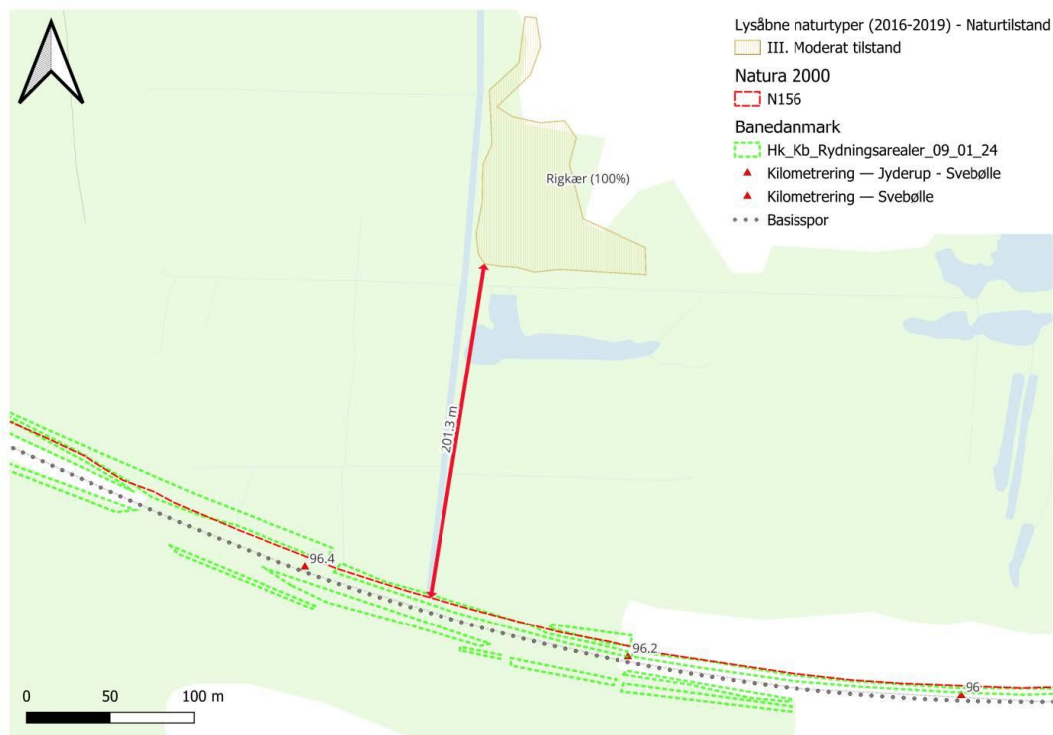 Lysåbne naturtyper (2016-2019) - Naturtilstand
III. Moderat tilstand
Natura 2000
N156
Banedanmark
Hk_Kb_Rydningsarealer_09_01_24
Kilometrering — Jyderup - Svebølle
Kilometrering — Svebølle
Basisspor
Rigkær (100%)
201.3 m
96.4
96.2
96
0 50 100 m